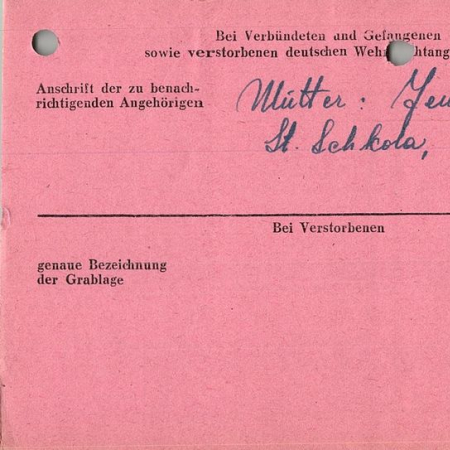 Bei Verbündeten und Gefangenen
sowie verstorbenen deutschen
Anschrift der zu benach-
richtigenden Angehörigen
Mutter:
St. Schkola,
Bei Verstorbenen
genaue Bezeichnung
der Grablage